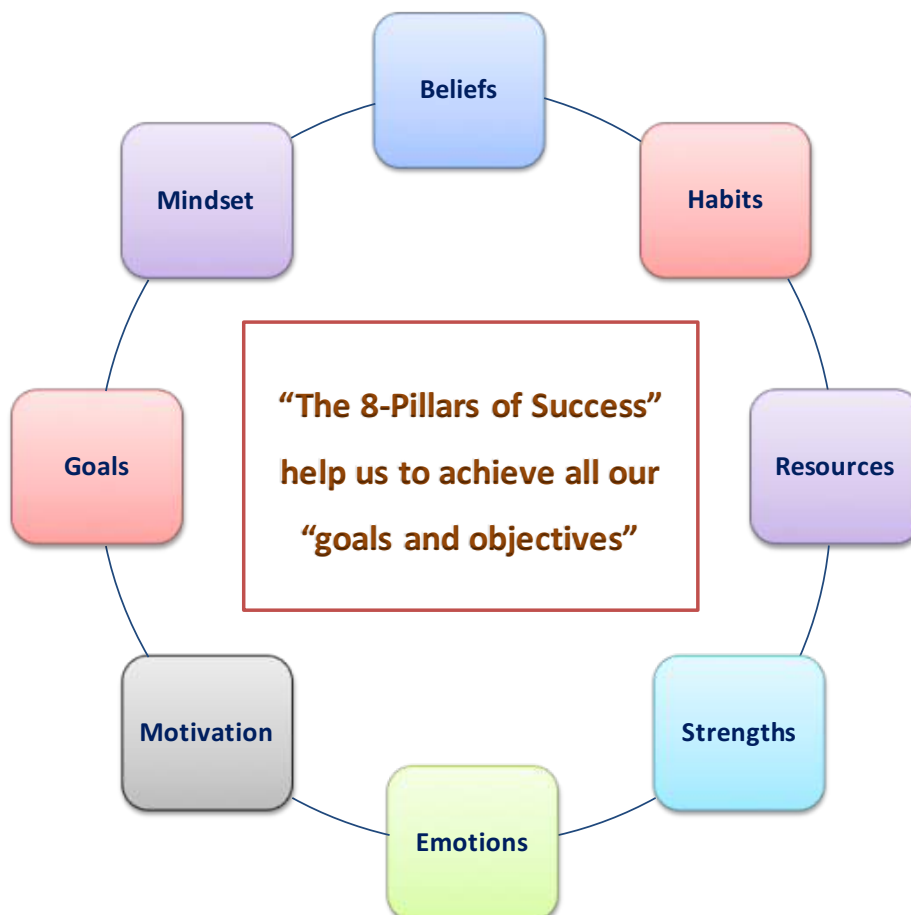 Beliefs
Habits
Resources
Strengths
Emotions
Motivation
Goals
Mindset
“The 8-Pillars of Success”
help us to achieve all our
“goals and objectives”